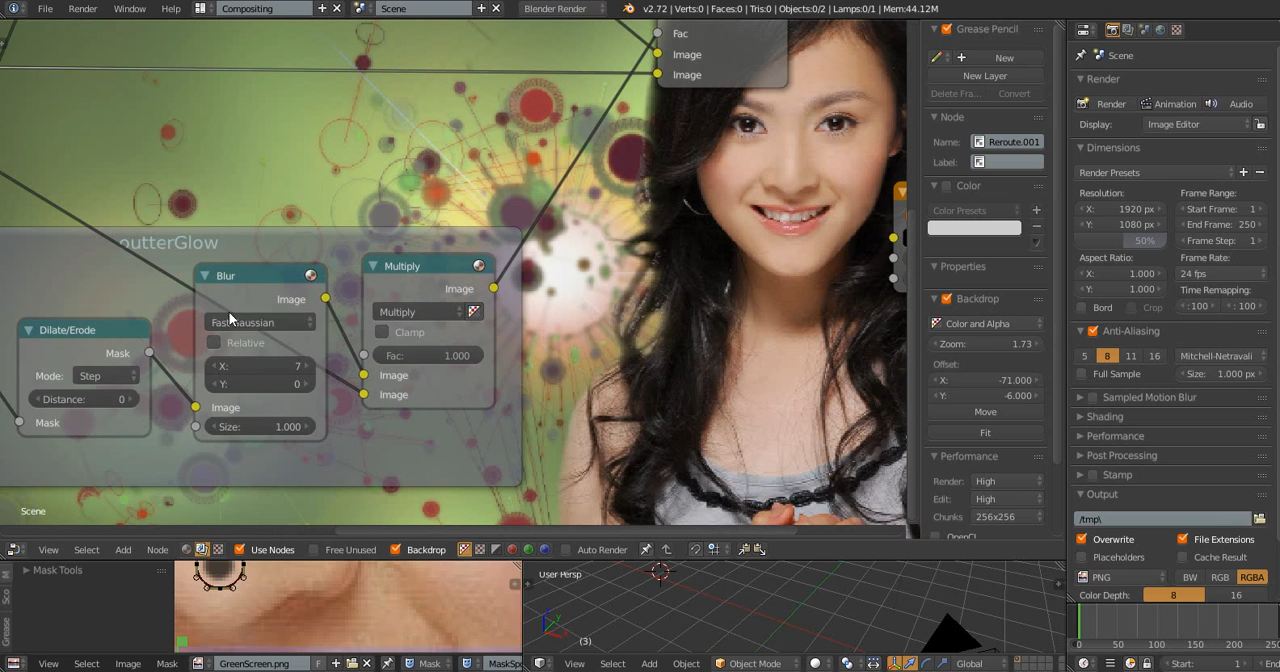 File Render Window Help Compositing Scene Blender Render v2.72 | Verts:0 | Faces:0 | Tris:0 | Objects:0/2 | Lamps:0/1 | Mem:44.12M
Fac
Image
Image
outterGlow
Dilate/Erode
Mask
Mode: Step
Distance: 0
Mask
Blur
Image
Fast Gaussian
Relative
X: 7
Y: 0
Image
Size: 1.000
Multiply
Image
Multiply
Clamp
Fac: 1.000
Image
Image
Scene
Grease Pencil
New
New Layer
Delete Fra... Convert
Node
Name: Reroute.001
Label:
Color
Color Presets
Properties
Backdrop
Color and Alpha
Zoom: 1.73
Offset:
X: -71.000
Y: -6.000
Move
Fit
Performance
Render: High
Edit: High
Chunks 256x256
OpenCL
Scene
Render
Render Animation Audio
Display: Image Editor
Dimensions
Render Presets
Resolution: Frame Range:
X: 1920 px Start Frame: 1
Y: 1080 px End Frame: 250
50% Frame Step: 1
Aspect Ratio: Frame Rate:
X: 1.000 24 fps
Y: 1.000 Time Remapping:
Bord Crop :100 :100
Anti-Aliasing
5 8 11 16 Mitchell-Netravali
Full Sample Size: 1.000 px
Sampled Motion Blur
Shading
Performance
Post Processing
Stamp
Output
/tmp\
Overwrite File Extensions
Placeholders Cache Result
PNG BW RGB RGBA
Color Depth: 8 16
View Select Add Node Use Nodes Free Unused Backdrop Auto Render
Mask Tools
M
Sco
Grease
View Select Image Mask GreenScreen.png F Mask MaskSp
User Persp
(3)
View Select Add Object Object Mode Global
0 50 100 150 200 25
View Start: 1 En